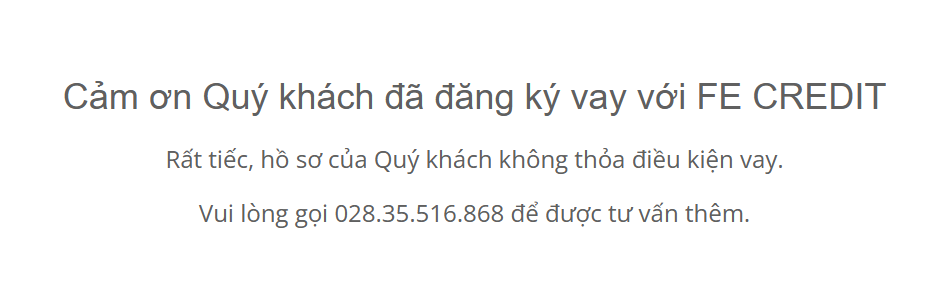 Cảm ơn Quý khách đã đăng ký vay với FE CREDIT
Rất tiếc, hồ sơ của Quý khách không thỏa điều kiện vay.
Vui lòng gọi 028.35.516.868 để được tư vấn thêm.